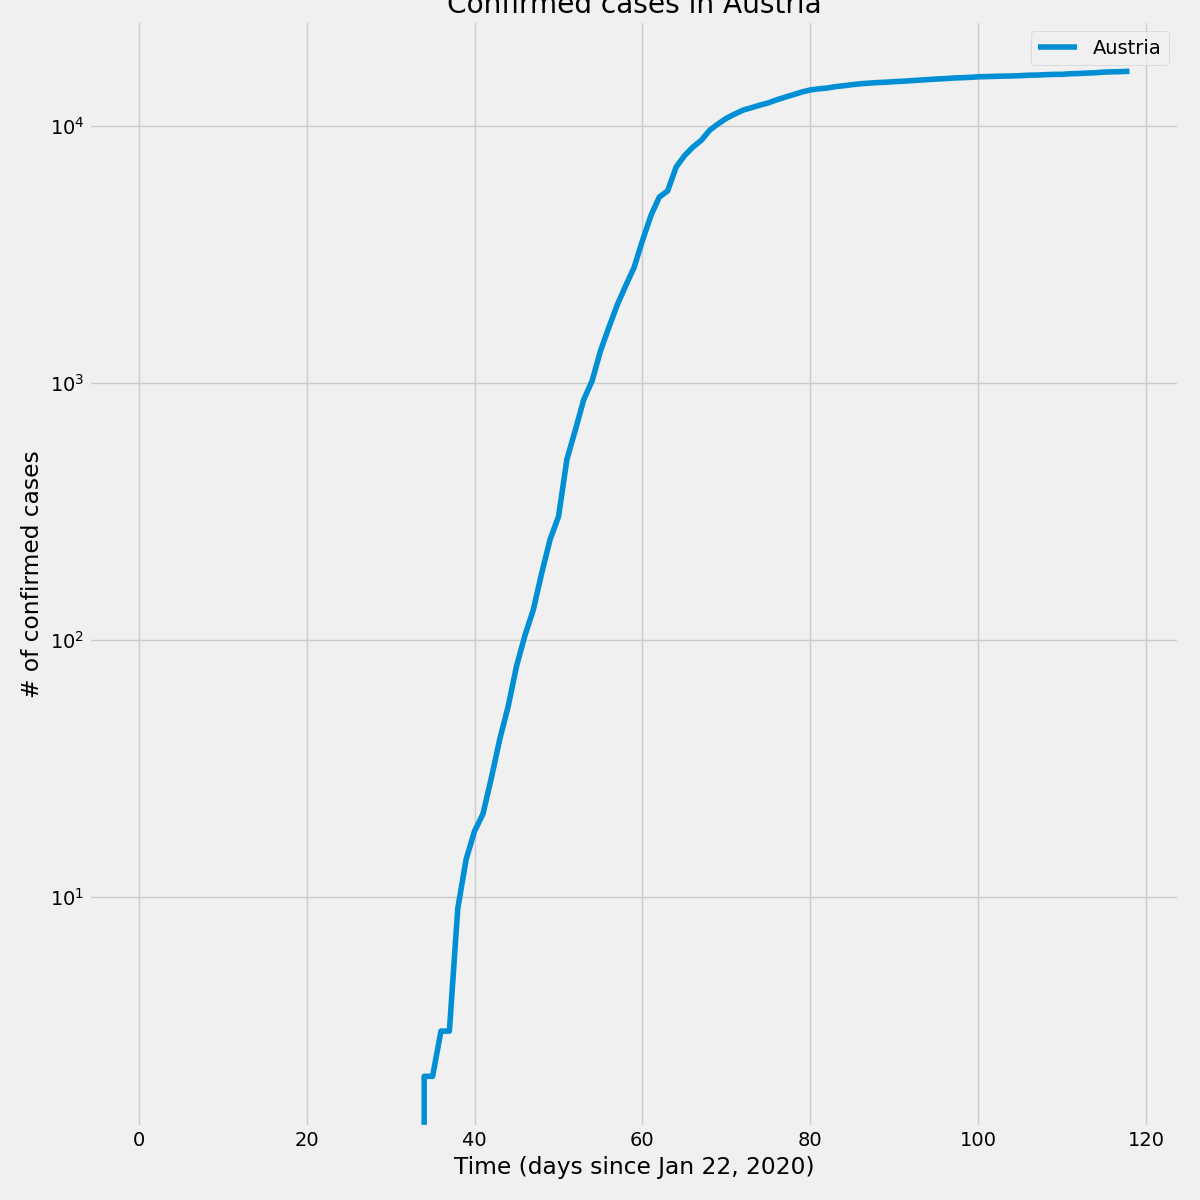 Confirmed cases in Austria
Austria
10⁴
10³
10²
10¹
# of confirmed cases
0 20 40 60 80 100 120
Time (days since Jan 22, 2020)